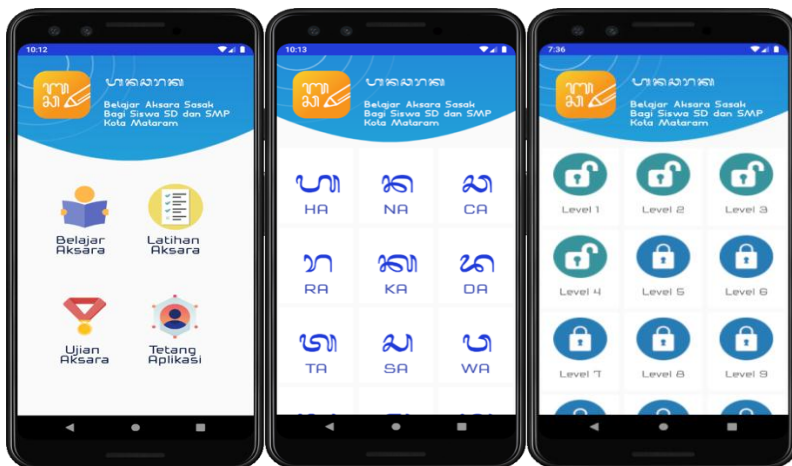 10:12
ᬳᬦᬘᬭᬓ
Belajar Aksara Sasak
Bagi Siswa SD dan SMP
Kota Mataram
Belajar
Aksara
Latihan
Aksara
Ujian
Aksara
Tetang
Aplikasi
10:13
ᬳᬦᬘᬭᬓ
Belajar Aksara Sasak
Bagi Siswa SD dan SMP
Kota Mataram
ᬳ ᬦ ᬘ
HA NA CA
ᬭ ᬓ ᬤ
RA KA DA
ᬢ ᬲ ᬯ
TA SA WA
7:36
ᬳᬦᬘᬭᬓ
Belajar Aksara Sasak
Bagi Siswa SD dan SMP
Kota Mataram
Level 1 Level 2 Level 3
Level 4 Level 5 Level 6
Level 7 Level 8 Level 9